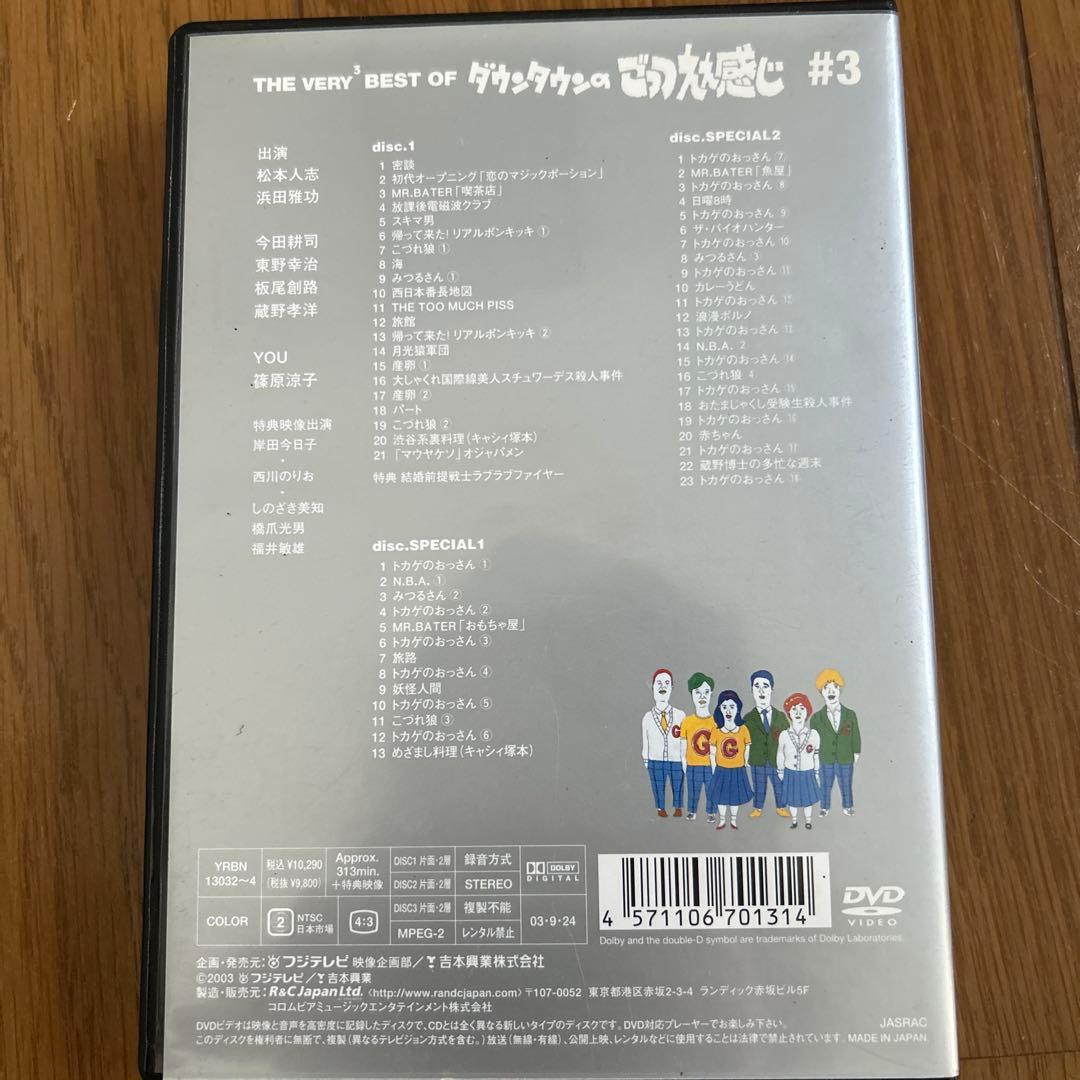 THE VERY³ BEST OF ダウンタウンのごっつええ感じ #3
出演
松本人志
浜田雅功
今田耕司
東野幸治
板尾創路
蔵野孝洋
YOU
篠原涼子
特典映像出演
岸田今日子
・
西川のりお
・
しのざき美知
橋爪光男
福井敏雄
disc.1
1 密談
2 初代オープニング「恋のマジックポーション」
3 MR.BATER「喫茶店」
4 放課後電磁波クラブ
5 スキマ男
6 帰って来た!リアルポンキッキ①
7 こづれ狼①
8 海
9 みつるさん①
10 西日本番長地図
11 THE TOO MUCH PISS
12 旅館
13 帰って来た!リアルポンキッキ②
14 月光猿軍団
15 産卵①
16 大しゃくれ国際線美人スチュワーデス殺人事件
17 産卵②
18 パート
19 こづれ狼②
20 渋谷系裏料理(キャシィ塚本)
21 「マウヤケソ」オジャパメン
特典 結婚前提戦士ラブラブファイヤー
disc.SPECIAL1
1 トカゲのおっさん①
2 N.B.A.①
3 みつるさん②
4 トカゲのおっさん②
5 MR.BATER「おもちゃ屋」
6 トカゲのおっさん③
7 旅路
8 トカゲのおっさん④
9 妖怪人間
10 トカゲのおっさん⑤
11 こづれ狼③
12 トカゲのおっさん⑥
13 めざまし料理(キャシィ塚本)
disc.SPECIAL2
1 トカゲのおっさん⑦
2 MR.BATER「魚屋」
3 トカゲのおっさん⑧
4 日曜8時
5 トカゲのおっさん⑨
6 ザ・バイオハンター
7 トカゲのおっさん⑩
8 みつるさん③
9 トカゲのおっさん⑪
10 カレーうどん
11 トカゲのおっさん⑫
12 浪漫ポルノ
13 トカゲのおっさん⑬
14 N.B.A.②
15 トカゲのおっさん⑭
16 こづれ狼④
17 トカゲのおっさん⑮
18 おたまじゃくし受験生殺人事件
19 トカゲのおっさん⑯
20 赤ちゃん
21 トカゲのおっさん⑰
22 蔵野博士の多忙な週末
23 トカゲのおっさん⑱
G G G G G
YRBN
13032〜4
税込 ¥10,290
(税抜 ¥9,800)
Approx.
313min.
+特典映像
DISC1 片面・2層
DISC2 片面・2層
DISC3 片面・2層
MPEG-2
録音方式
STEREO
複製不能
レンタル禁止
DOLBY
DIGITAL
03・9・24
COLOR
2
NTSC
日本市場
4:3
4 571106 701314
DVD
VIDEO
Dolby and the double-D symbol are trademarks of Dolby Laboratories.
企画・発売元:フジテレビ 映像企画部/吉本興業株式会社
©2003 フジテレビ/吉本興業
製造・販売元:R&C Japan Ltd.〈http://www.randcjapan.com〉〒107-0052 東京都港区赤坂2-3-4 ランディック赤坂ビル5F
コロムビアミュージックエンタテインメント株式会社
DVDビデオは映像と音声を高密度に記録したディスクで、CDとは全く異なる新しいタイプのディスクです。DVD対応プレーヤーでお楽しみ下さい。
このディスクを権利者に無断で、複製(異なるテレビジョン方式を含む。)放送(無線・有線)、公開上映、レンタルなどに使用することは法律で禁止されています。
JASRAC
MADE IN JAPAN